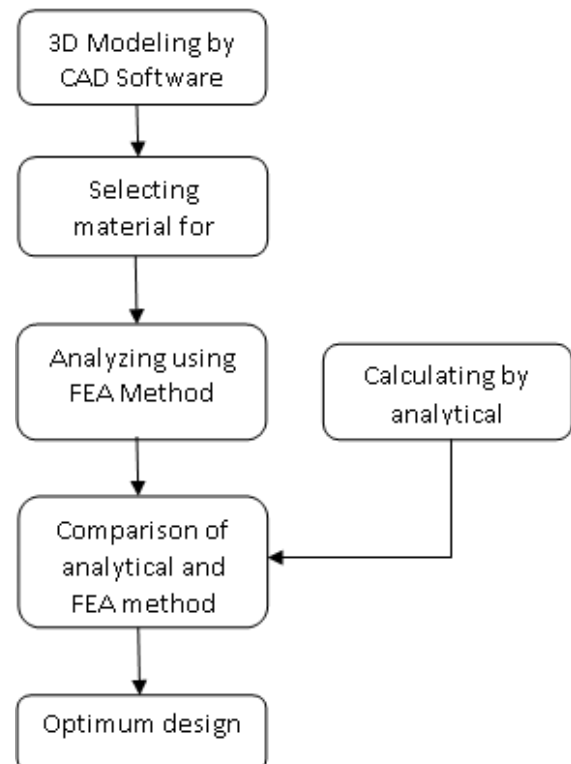 3D Modeling by
CAD Software
Selecting
material for
Analyzing using
FEA Method
Calculating by
analytical
Comparison of
analytical and
FEA method
Optimum design